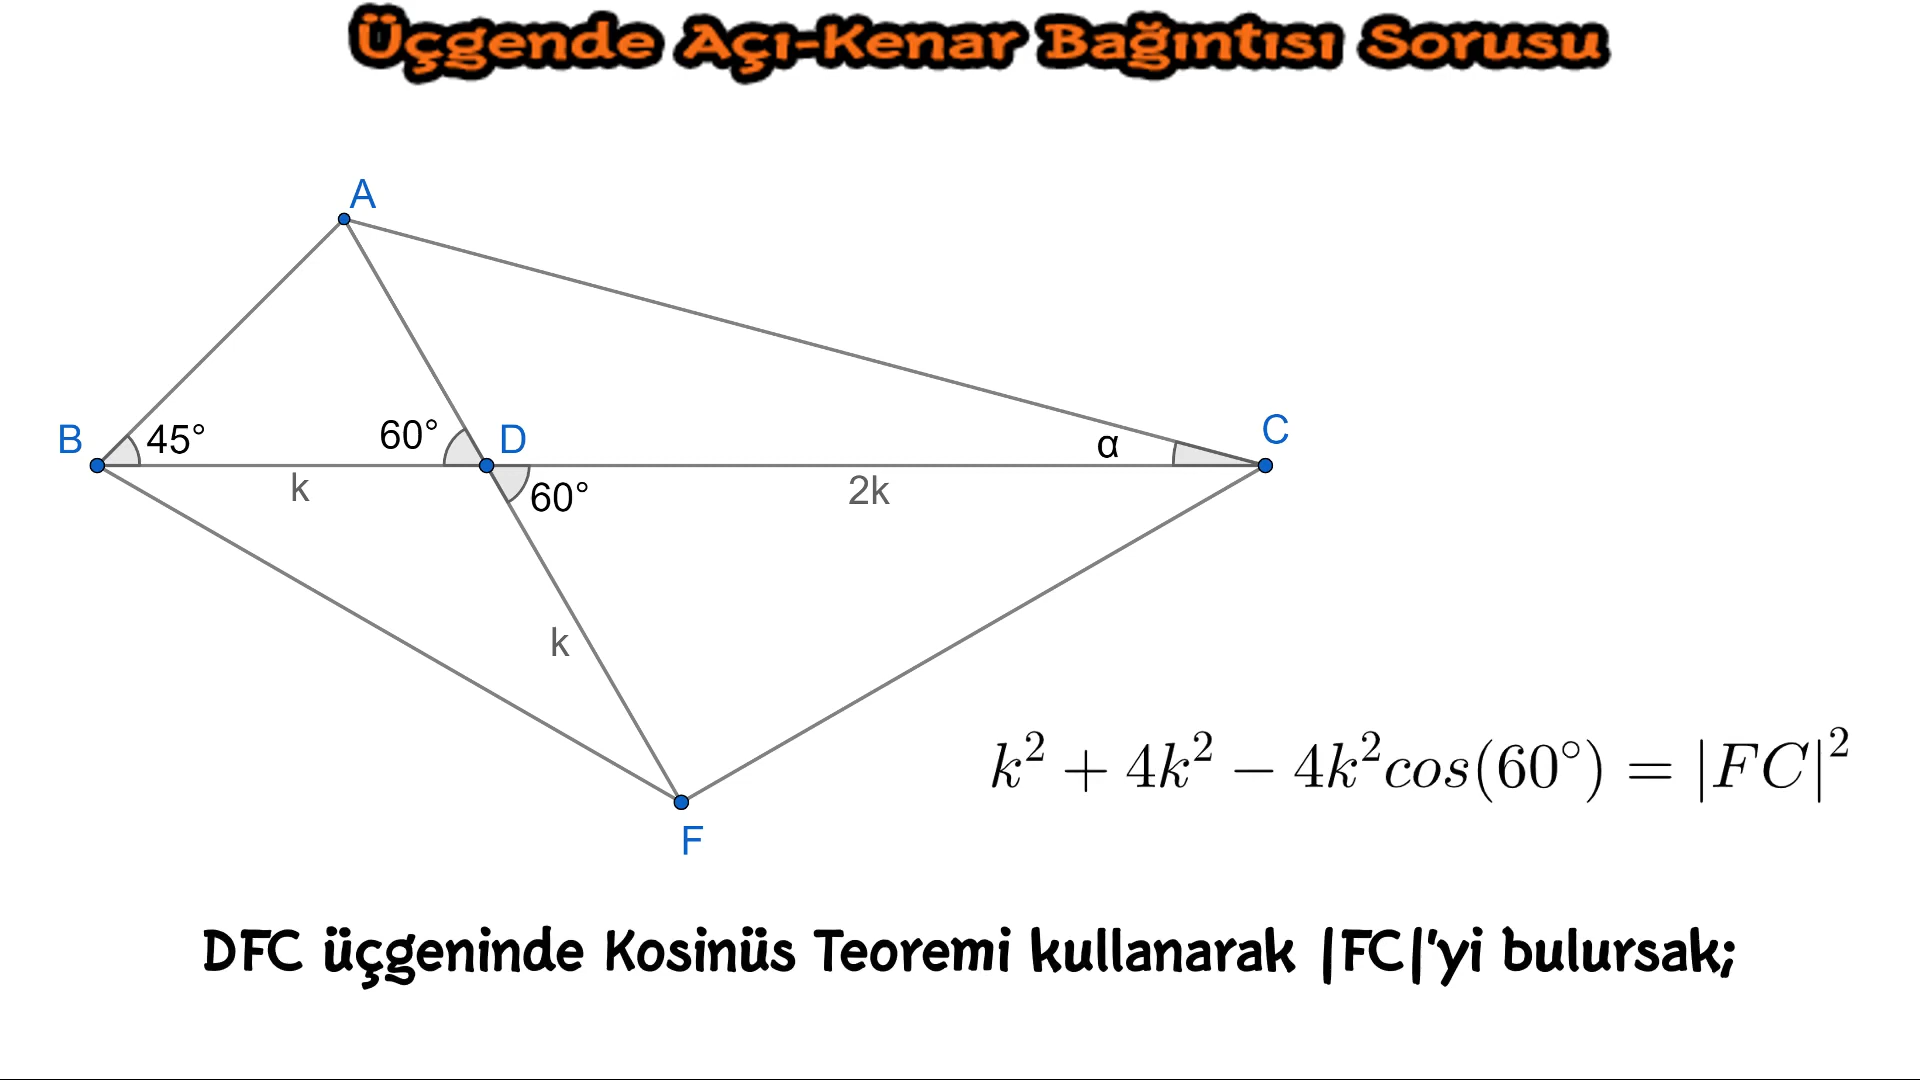 Üçgende Açı-Kenar Bağıntısı Sorusu
A
B 45° 60° D α C
k 60° 2k
k
k² + 4k² − 4k²cos(60°) = |FC|²
F
DFC üçgeninde Kosinüs Teoremi kullanarak |FC|'yi bulursak;